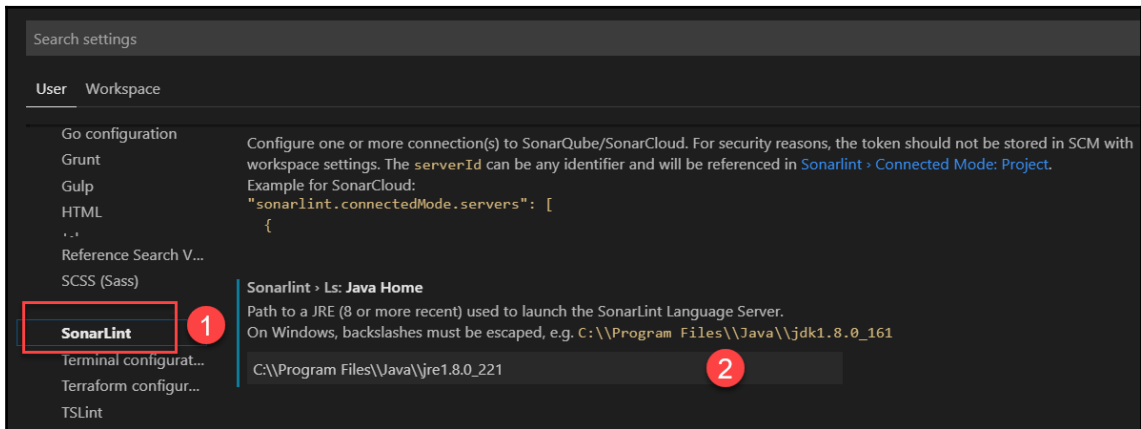 Search settings
User Workspace
Go configuration
Grunt
Gulp
HTML
Reference Search V...
SCSS (Sass)
SonarLint
1
Terminal configurat...
Terraform configur...
TSLint
Configure one or more connection(s) to SonarQube/SonarCloud. For security reasons, the token should not be stored in SCM with
workspace settings. The serverId can be any identifier and will be referenced in Sonarlint › Connected Mode: Project.
Example for SonarCloud:
"sonarlint.connectedMode.servers": [
{
Sonarlint › Ls: Java Home
Path to a JRE (8 or more recent) used to launch the SonarLint Language Server.
On Windows, backslashes must be escaped, e.g. C:\\Program Files\\Java\\jdk1.8.0_161
C:\\Program Files\\Java\\jre1.8.0_221
2